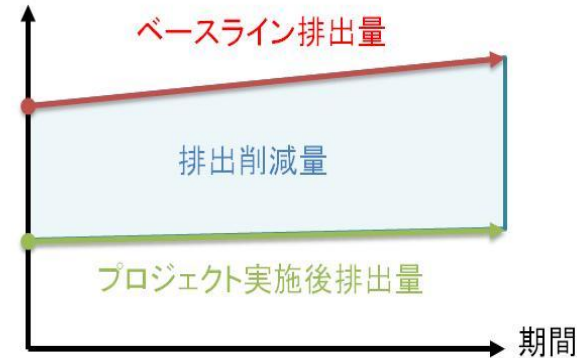 ベースライン排出量
排出削減量
プロジェクト実施後排出量
期間